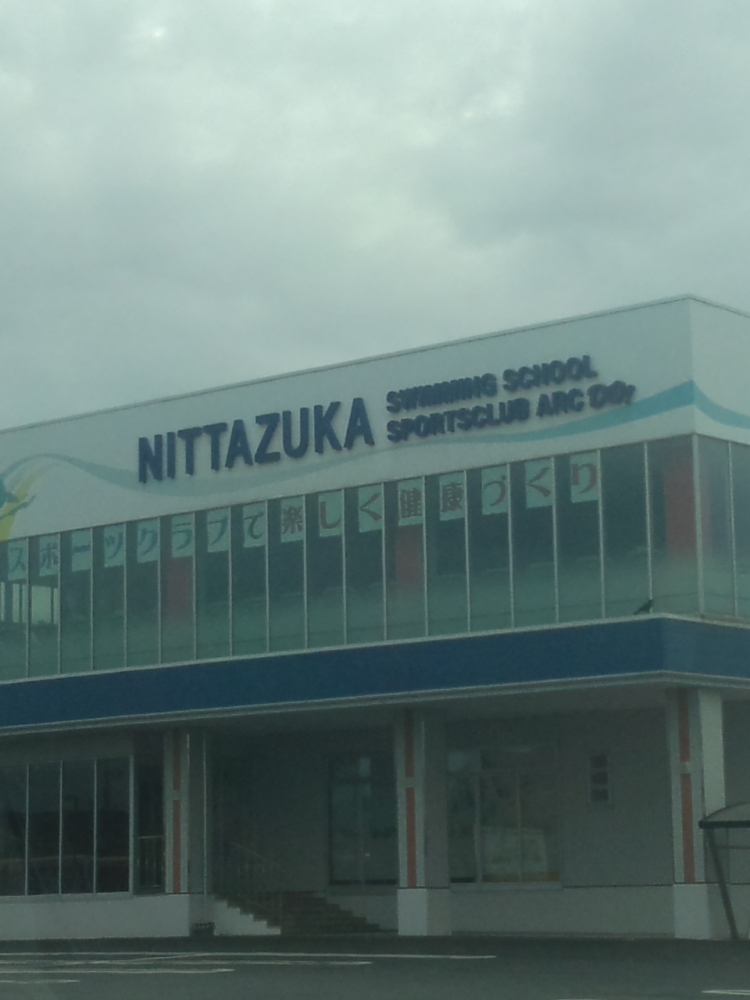 NITTAZUKA
SWIMMING SCHOOL
SPORTSCLUB ARC
スポーツクラブで楽しく健康づくり